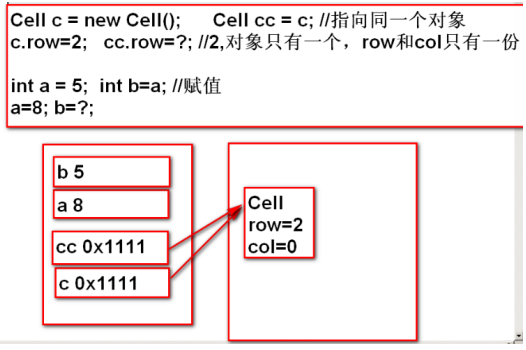 Cell c = new Cell(); Cell cc = c; //指向同一个对象
c.row=2; cc.row=?; //2,对象只有一个，row和col只有一份
int a = 5; int b=a; //赋值
a=8; b=?;
b 5
a 8
cc 0x1111
c 0x1111
Cell
row=2
col=0